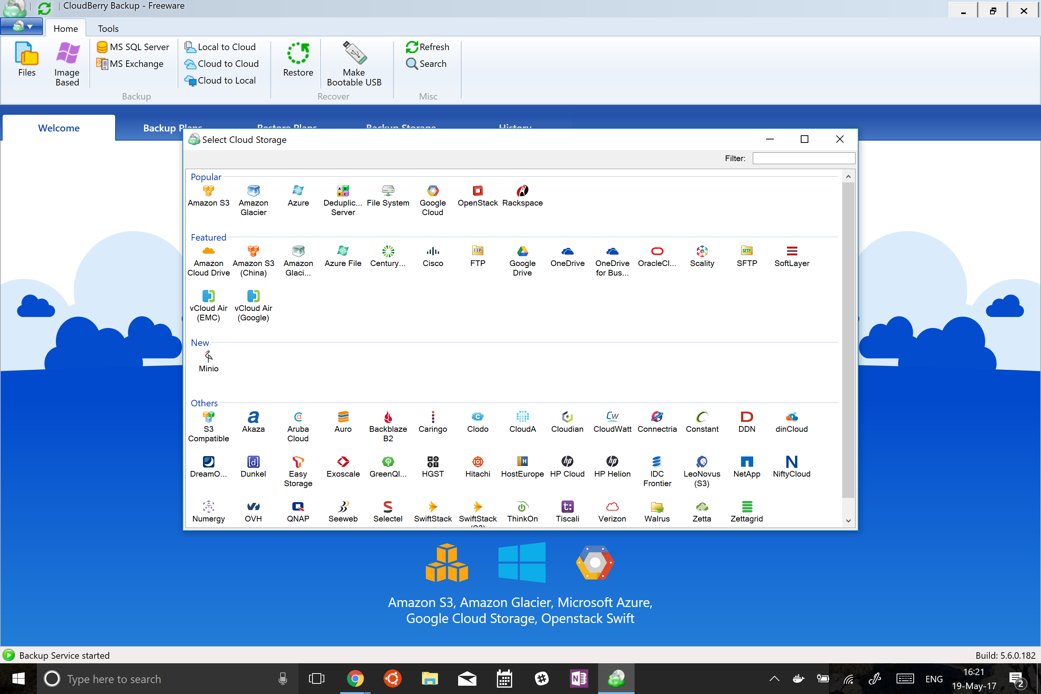 CloudBerry Backup - Freeware
Home Tools
Files
Image Based
MS SQL Server
MS Exchange
Backup
Local to Cloud
Cloud to Cloud
Cloud to Local
Restore
Make Bootable USB
Recover
Refresh
Search
Misc
Welcome Backup Plans Restore Plans Backup Storage History
Select Cloud Storage
Filter:
Popular
Amazon S3 Amazon Glacier Azure Deduplic... Server File System Google Cloud OpenStack Rackspace
Featured
Amazon Cloud Drive Amazon S3 (China) Amazon Glaci... Azure File Century... Cisco FTP Google Drive OneDrive OneDrive for Bus... OracleCl... Scality SFTP SoftLayer
vCloud Air (EMC) vCloud Air (Google)
New
Minio
Others
S3 Compatible Akaza Aruba Cloud Auro Backblaze B2 Caringo Clodo CloudA Cloudian CloudWatt Connectria Constant DDN dinCloud
DreamO... Dunkel Easy Storage Exoscale GreenQl... HGST Hitachi HostEurope HP Cloud HP Helion IDC Frontier LeoNovus (S3) NetApp NiftyCloud
Numergy OVH QNAP Seeweb Selectel SwiftStack SwiftStack ThinkOn Tiscali Verizon Walrus Zetta Zettagrid
Amazon S3, Amazon Glacier, Microsoft Azure,
Google Cloud Storage, Openstack Swift
Backup Service started
Build: 5.6.0.182
Type here to search
ENG
16:21
19-May-17
2